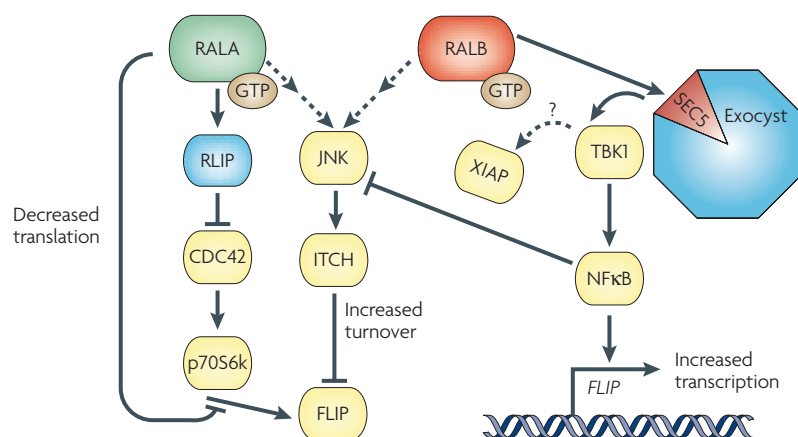 RALA
GTP
RALB
GTP
SEC5
Exocyst
?
RLIP
JNK
XIAP
TBK1
Decreased
translation
CDC42
ITCH
NFκB
Increased
turnover
p70S6k
FLIP
FLIP
Increased
transcription